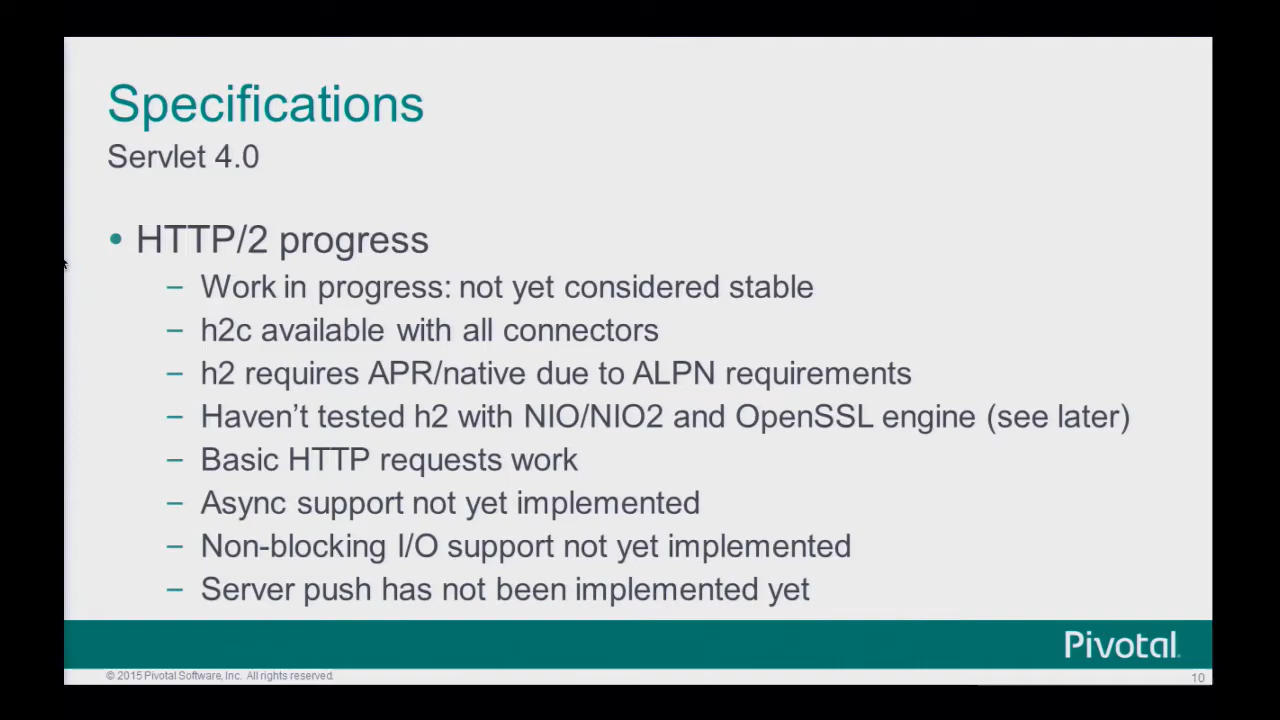 Specifications
Servlet 4.0
• HTTP/2 progress
– Work in progress: not yet considered stable
– h2c available with all connectors
– h2 requires APR/native due to ALPN requirements
– Haven’t tested h2 with NIO/NIO2 and OpenSSL engine (see later)
– Basic HTTP requests work
– Async support not yet implemented
– Non-blocking I/O support not yet implemented
– Server push has not been implemented yet
Pivotal
© 2015 Pivotal Software, Inc. All rights reserved.
10